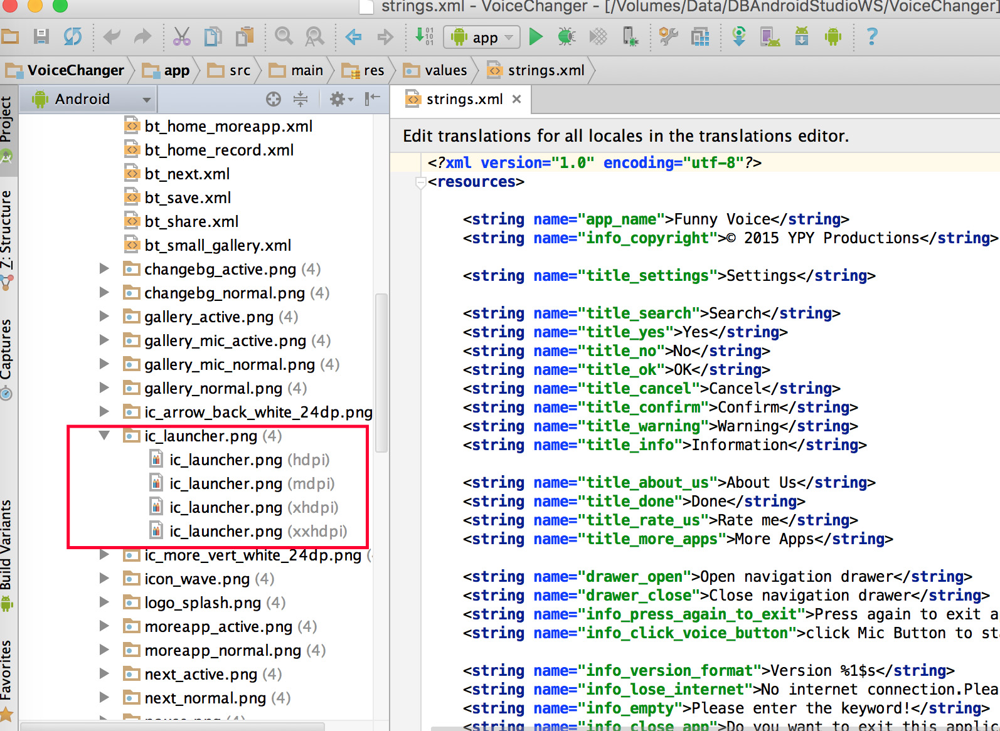 strings.xml - VoiceChanger - [/Volumes/Data/DBAndroidStudioWS/VoiceChanger]
01
10
01
app
?
VoiceChanger
app
src
main
res
values
strings.xml
Project
Z: Structure
Captures
Build Variants
Favorites
Android
bt_home_moreapp.xml
bt_home_record.xml
bt_next.xml
bt_save.xml
bt_share.xml
bt_small_gallery.xml
changebg_active.png (4)
changebg_normal.png (4)
gallery_active.png (4)
gallery_mic_active.png (4)
gallery_mic_normal.png (4)
gallery_normal.png (4)
ic_arrow_back_white_24dp.png
ic_launcher.png (4)
ic_launcher.png (hdpi)
ic_launcher.png (mdpi)
ic_launcher.png (xhdpi)
ic_launcher.png (xxhdpi)
ic_more_vert_white_24dp.png (
icon_wave.png (4)
logo_splash.png (4)
moreapp_active.png (4)
moreapp_normal.png (4)
next_active.png (4)
next_normal.png (4)
strings.xml
Edit translations for all locales in the translations editor.
<?xml version="1.0" encoding="utf-8"?>
<resources>
<string name="app_name">Funny Voice</string>
<string name="info_copyright">© 2015 YPY Productions</string>
<string name="title_settings">Settings</string>
<string name="title_search">Search</string>
<string name="title_yes">Yes</string>
<string name="title_no">No</string>
<string name="title_ok">OK</string>
<string name="title_cancel">Cancel</string>
<string name="title_confirm">Confirm</string>
<string name="title_warning">Warning</string>
<string name="title_info">Information</string>
<string name="title_about_us">About Us</string>
<string name="title_done">Done</string>
<string name="title_rate_us">Rate me</string>
<string name="title_more_apps">More Apps</string>
<string name="drawer_open">Open navigation drawer</string>
<string name="drawer_close">Close navigation drawer</string>
<string name="info_press_again_to_exit">Press again to exit a
<string name="info_click_voice_button">click Mic Button to sta
<string name="info_version_format">Version %1$s</string>
<string name="info_lose_internet">No internet connection.Plea
<string name="info_empty">Please enter the keyword!</string>
<string name="info_close_app">Do you want to exit this applic